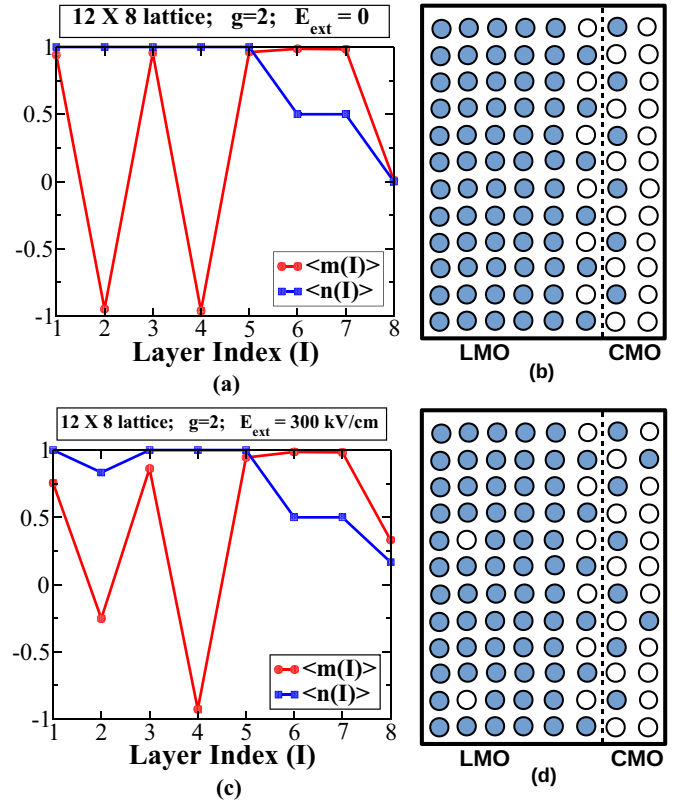 12 X 8 lattice; g=2; E_ext = 0
1
0.5
0
-0.5
-1
<m(I)>
<n(I)>
1 2 3 4 5 6 7 8
Layer Index (I)
(a)
LMO CMO
(b)
12 X 8 lattice; g=2; E_ext = 300 kV/cm
1
0.5
0
-0.5
-1
<m(I)>
<n(I)>
1 2 3 4 5 6 7 8
Layer Index (I)
(c)
LMO CMO
(d)